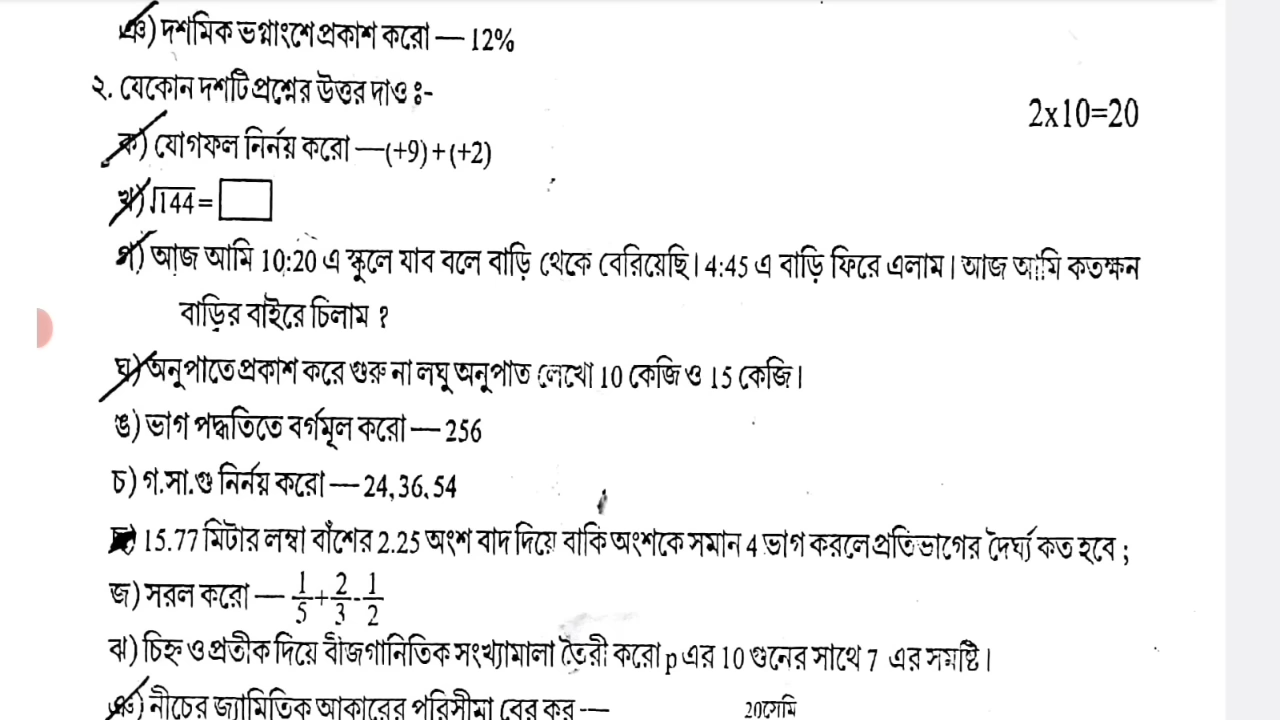 ঞ) দশমিক ভগ্নাংশে প্রকাশ করো — 12%
২. যেকোন দশটি প্রশ্নের উত্তর দাও ঃ-
2x10=20
ক) যোগফল নির্নয় করো —(+9)+(+2)
খ) √144 =
গ) আজ আমি 10:20 এ স্কুলে যাব বলে বাড়ি থেকে বেরিয়েছি। 4:45 এ বাড়ি ফিরে এলাম। আজ আমি কতক্ষন
বাড়ির বাইরে চিলাম ?
ঘ) অনুপাতে প্রকাশ করে গুরু না লঘু অনুপাত লেখো 10 কেজি ও 15 কেজি।
ঙ) ভাগ পদ্ধতিতে বর্গমূল করো — 256
চ) গ.সা.গু নির্নয় করো — 24,36,54
ছ) 15.77 মিটার লম্বা বাঁশের 2.25 অংশ বাদ দিয়ে বাকি অংশকে সমান 4 ভাগ করলে প্রতিভাগের দৈর্ঘ্য কত হবে ;
জ) সরল করো — 1/5+2/3-1/2
ঝ) চিহ্ন ও প্রতীক দিয়ে বীজগানিতিক সংখ্যামালা তৈরী করো p এর 10 গুনের সাথে 7 এর সমষ্টি।
ঞ) নীচের জ্যামিতিক আকারের পরিসীমা বের কর —
20সেমি